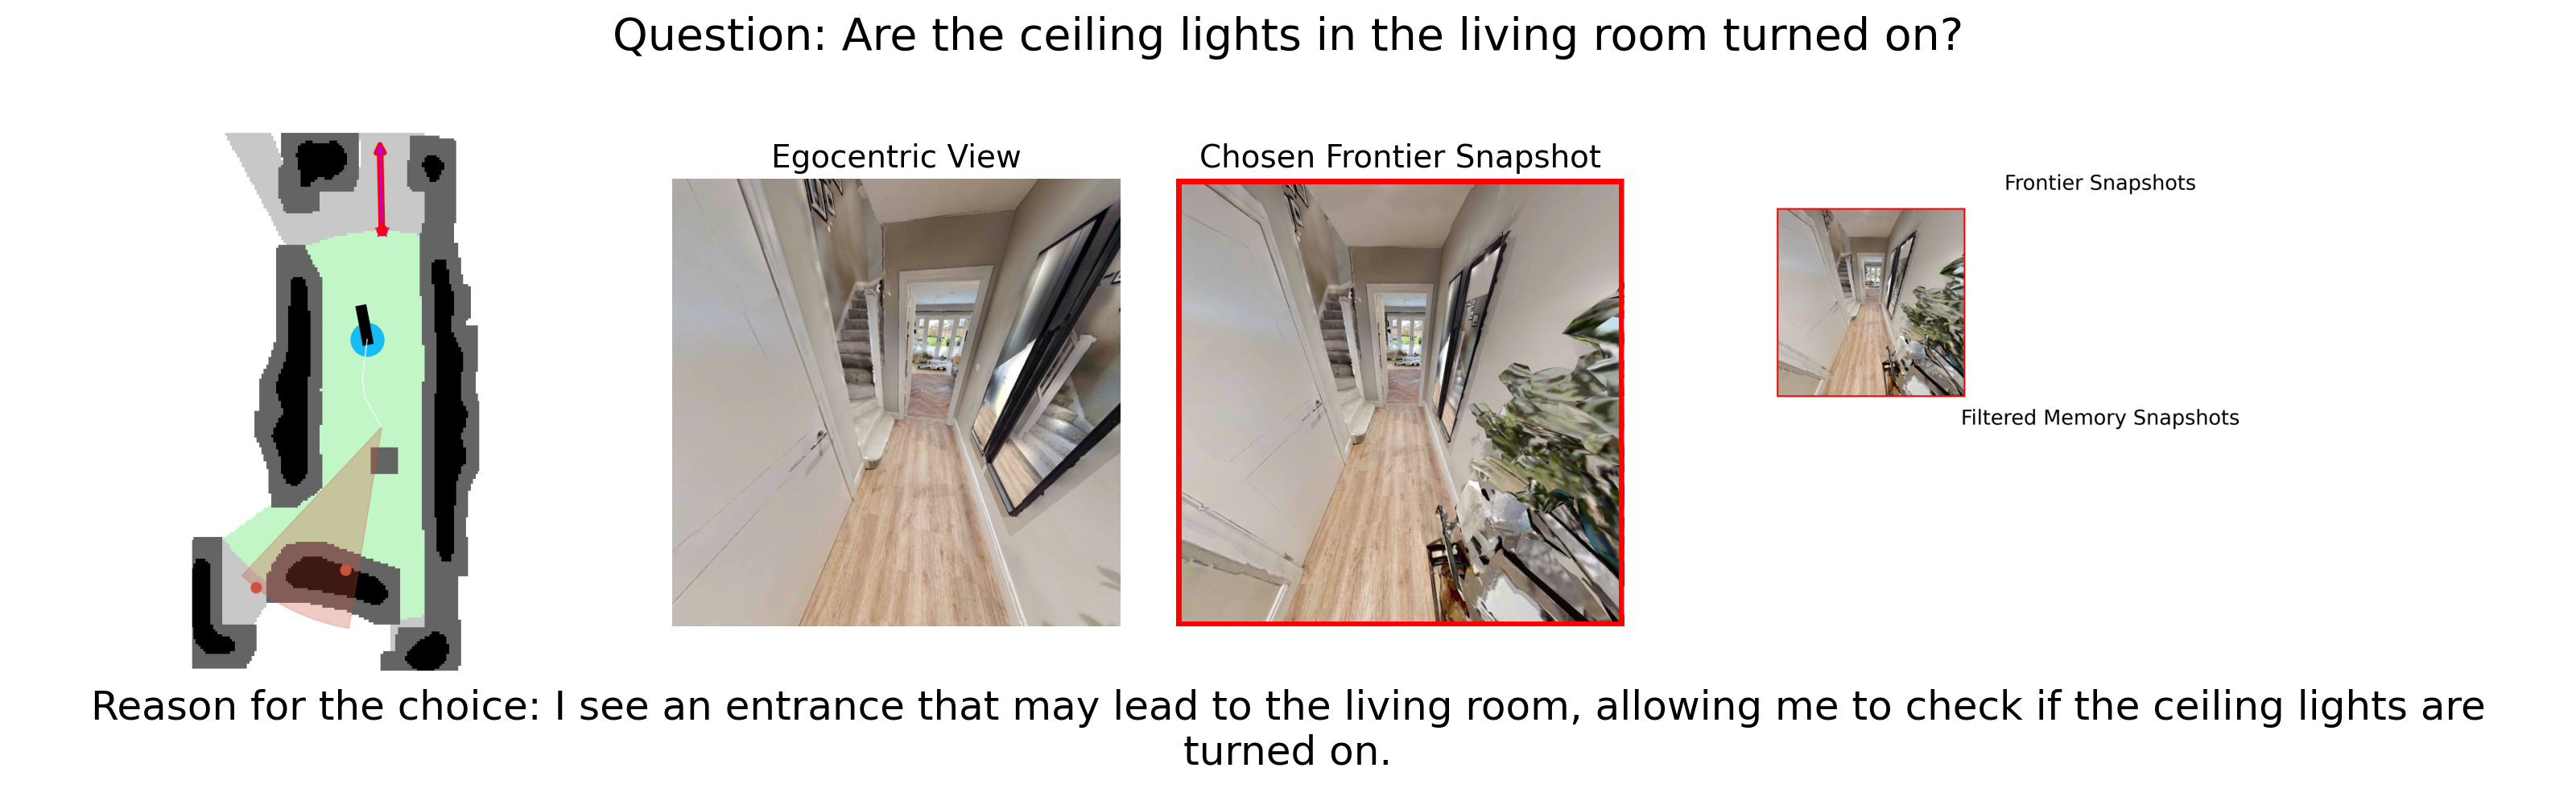 Question: Are the ceiling lights in the living room turned on?
Egocentric View
Chosen Frontier Snapshot
Frontier Snapshots
Filtered Memory Snapshots
Reason for the choice: I see an entrance that may lead to the living room, allowing me to check if the ceiling lights are
turned on.